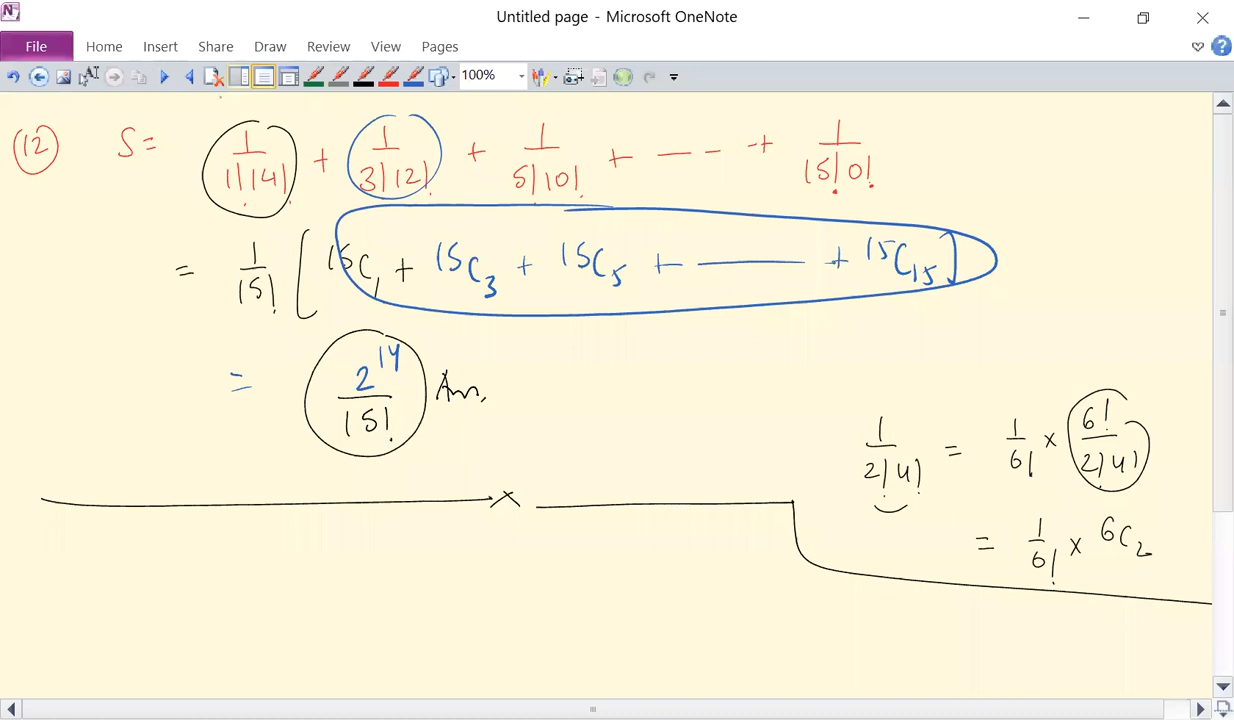 Untitled page - Microsoft OneNote
File Home Insert Share Draw Review View Pages
100%
(12) S = 1/(1! 14!) + 1/(3! 12!) + 1/(5! 10!) + — - - + 1/(15! 0!)
= 1/15! [ 15C1 + 15C3 + 15C5 + —— + 15C15 ]
= 2^14/15! Ans.
1/(2! 4!) = 1/6! × 6!/(2! 4!)
= 1/6! × 6C2
×